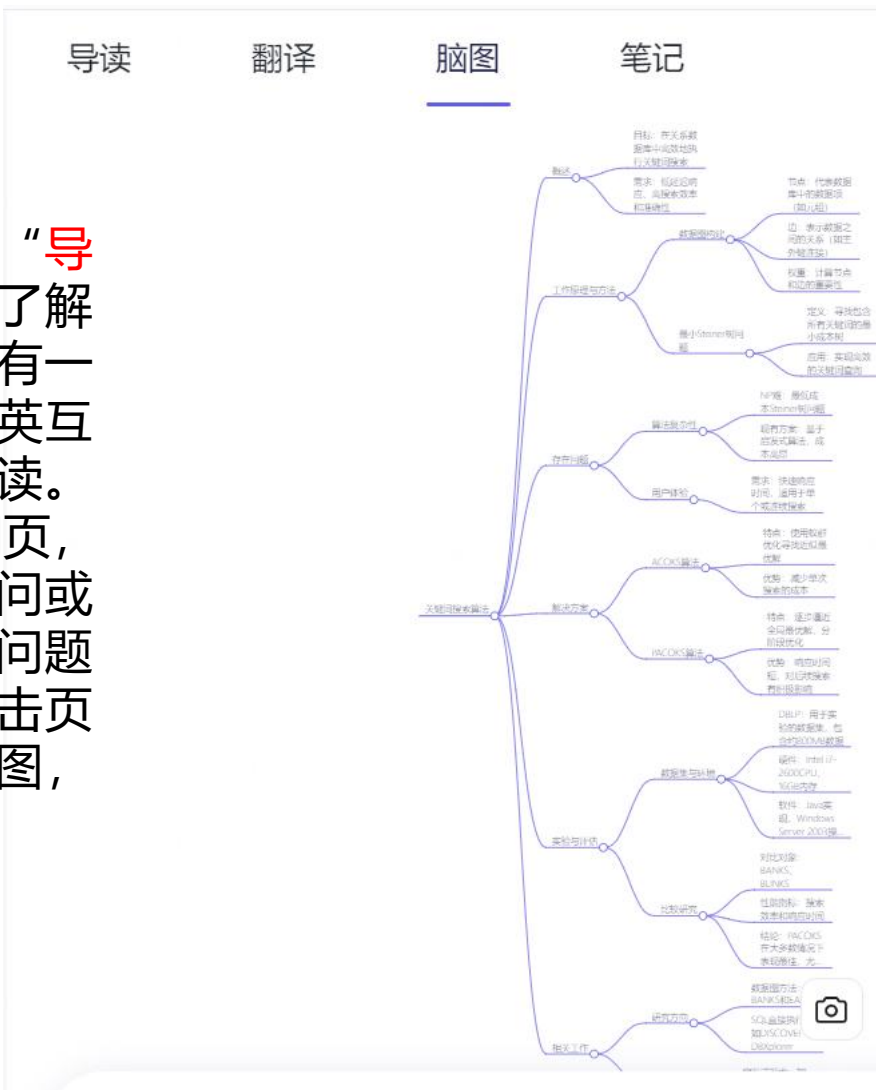 导读
翻译
脑图
笔记
“导
了解
有一
英互
读。
页，
问或
问题
击页
图，
关键词搜索算法
概述
目标：在关系数
据库中高效地执
行关键词搜索
需求：低延迟响
应、高搜索效率
和准确性
工作原理与方法
数据图构建
节点：代表数据
库中的数据项
（如元组）
边：表示数据之
间的关系（如主
外键连接）
权重：计算节点
和边的重要性
最小Steiner树问
题
定义：寻找包含
所有关键词的最
小成本树
应用：实现高效
的关键词查询
存在问题
算法复杂性
NP难：最低成
本Steiner树问题
现有方案：基于
启发式算法，成
本高昂
用户体验
需求：快速响应
时间，适用于单
个或连续搜索
解决方案
ACOKS算法
特点：使用蚁群
优化寻找近似最
优解
优势：减少单次
搜索的成本
PACOKS算法
特点：逐步逼近
全局最优解，分
阶段优化
优势：响应时间
短，对后续搜索
有积极影响
实验与评估
数据集与环境
DBLP：用于实
验的数据集，包
含约800MB数据
硬件：Intel i7-
2600CPU，
16GB内存
软件：Java实
现，Windows
Server 2003操...
比较研究
对比对象：
BANKS、
BLINKS
性能指标：搜索
效率和响应时间
结论：PACOKS
在大多数情况下
表现最佳，尤...
相关工作
研究方向
数据图方法：
BANKS和EA
SQL直接执行
如DISCOVE
DBXplorer